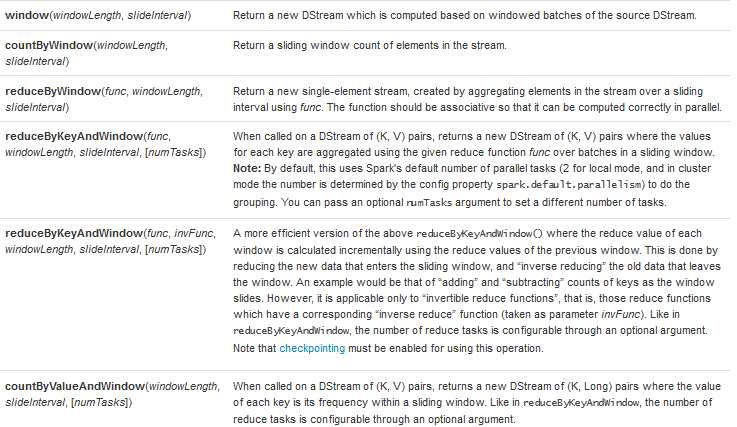 window(windowLength, slideInterval)
Return a new DStream which is computed based on windowed batches of the source DStream.
countByWindow(windowLength,
slideInterval)
Return a sliding window count of elements in the stream.
reduceByWindow(func, windowLength,
slideInterval)
Return a new single-element stream, created by aggregating elements in the stream over a sliding
interval using func. The function should be associative so that it can be computed correctly in parallel.
reduceByKeyAndWindow(func,
windowLength, slideInterval, [numTasks])
When called on a DStream of (K, V) pairs, returns a new DStream of (K, V) pairs where the values
for each key are aggregated using the given reduce function func over batches in a sliding window.
Note: By default, this uses Spark's default number of parallel tasks (2 for local mode, and in cluster
mode the number is determined by the config property spark.default.parallelism) to do the
grouping. You can pass an optional numTasks argument to set a different number of tasks.
reduceByKeyAndWindow(func, invFunc,
windowLength, slideInterval, [numTasks])
A more efficient version of the above reduceByKeyAndWindow() where the reduce value of each
window is calculated incrementally using the reduce values of the previous window. This is done by
reducing the new data that enters the sliding window, and “inverse reducing” the old data that leaves
the window. An example would be that of “adding” and “subtracting” counts of keys as the window
slides. However, it is applicable only to “invertible reduce functions”, that is, those reduce functions
which have a corresponding “inverse reduce” function (taken as parameter invFunc). Like in
reduceByKeyAndWindow, the number of reduce tasks is configurable through an optional argument.
Note that checkpointing must be enabled for using this operation.
countByValueAndWindow(windowLength,
slideInterval, [numTasks])
When called on a DStream of (K, V) pairs, returns a new DStream of (K, Long) pairs where the value
of each key is its frequency within a sliding window. Like in reduceByKeyAndWindow, the number of
reduce tasks is configurable through an optional argument.